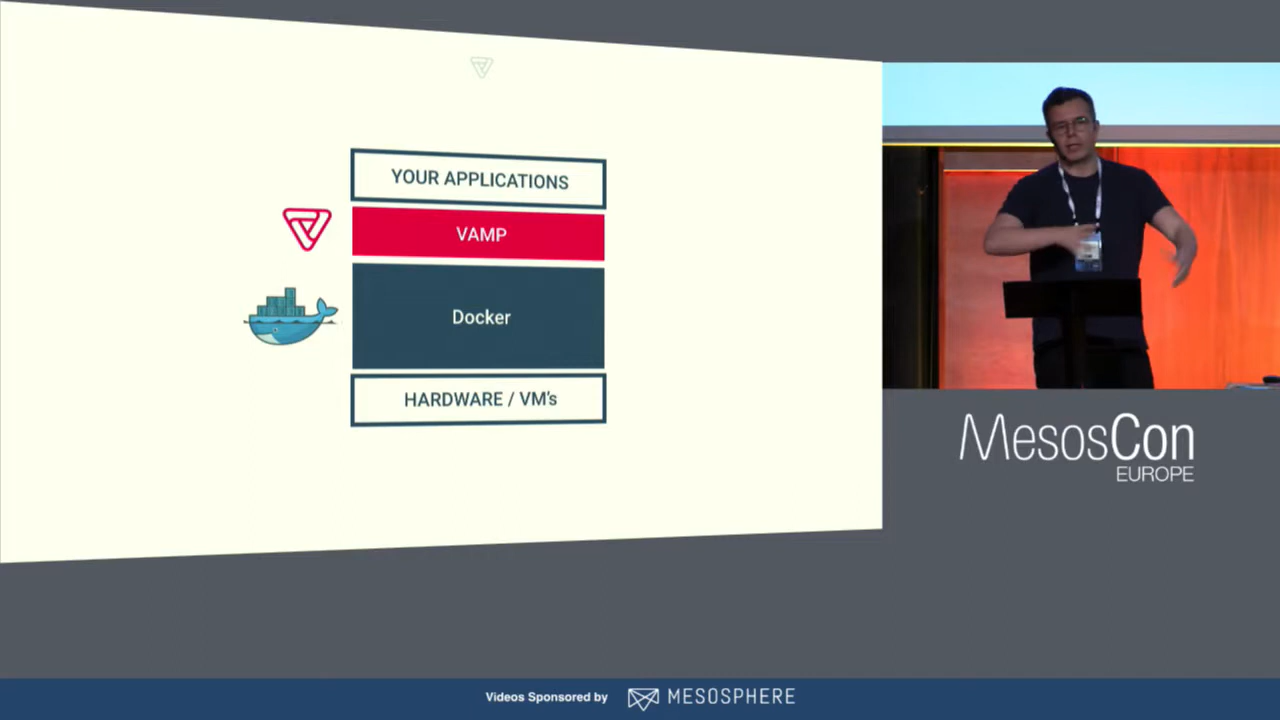 YOUR APPLICATIONS
VAMP
Docker
HARDWARE / VM's
MesosCon
EUROPE
Videos Sponsored by MESOSPHERE